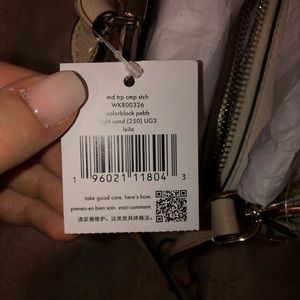 md trp cmp stch
WKR00326
colorblock pebb
light sand (250) UG3
leila
1 96021 11804 3
take good care. here's how
prenez-en bien soin. voici comment
请妥善维护。这里是具体做法。